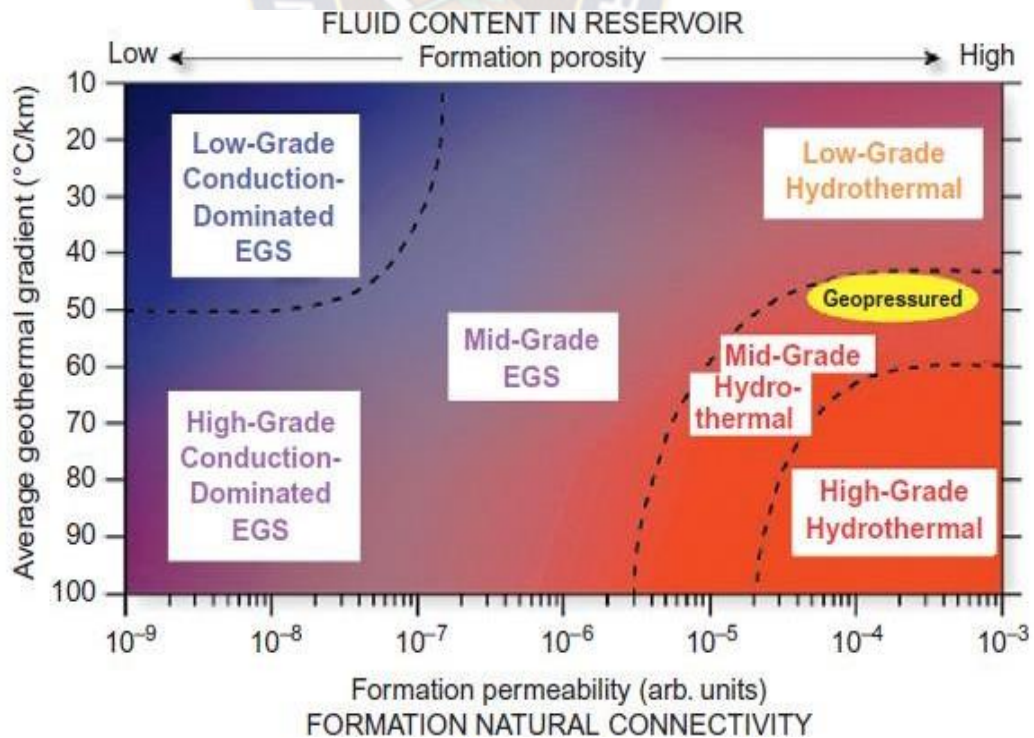 FLUID CONTENT IN RESERVOIR
Low Formation porosity High
Average geothermal gradient (°C/km)
10
20
30
40
50
60
70
80
90
100
Low-Grade
Conduction-
Dominated
EGS
Low-Grade
Hydrothermal
Geopressured
Mid-Grade
EGS
Mid-Grade
Hydro-
thermal
High-Grade
Conduction-
Dominated
EGS
High-Grade
Hydrothermal
10⁻⁹ 10⁻⁸ 10⁻⁷ 10⁻⁶ 10⁻⁵ 10⁻⁴ 10⁻³
Formation permeability (arb. units)
FORMATION NATURAL CONNECTIVITY